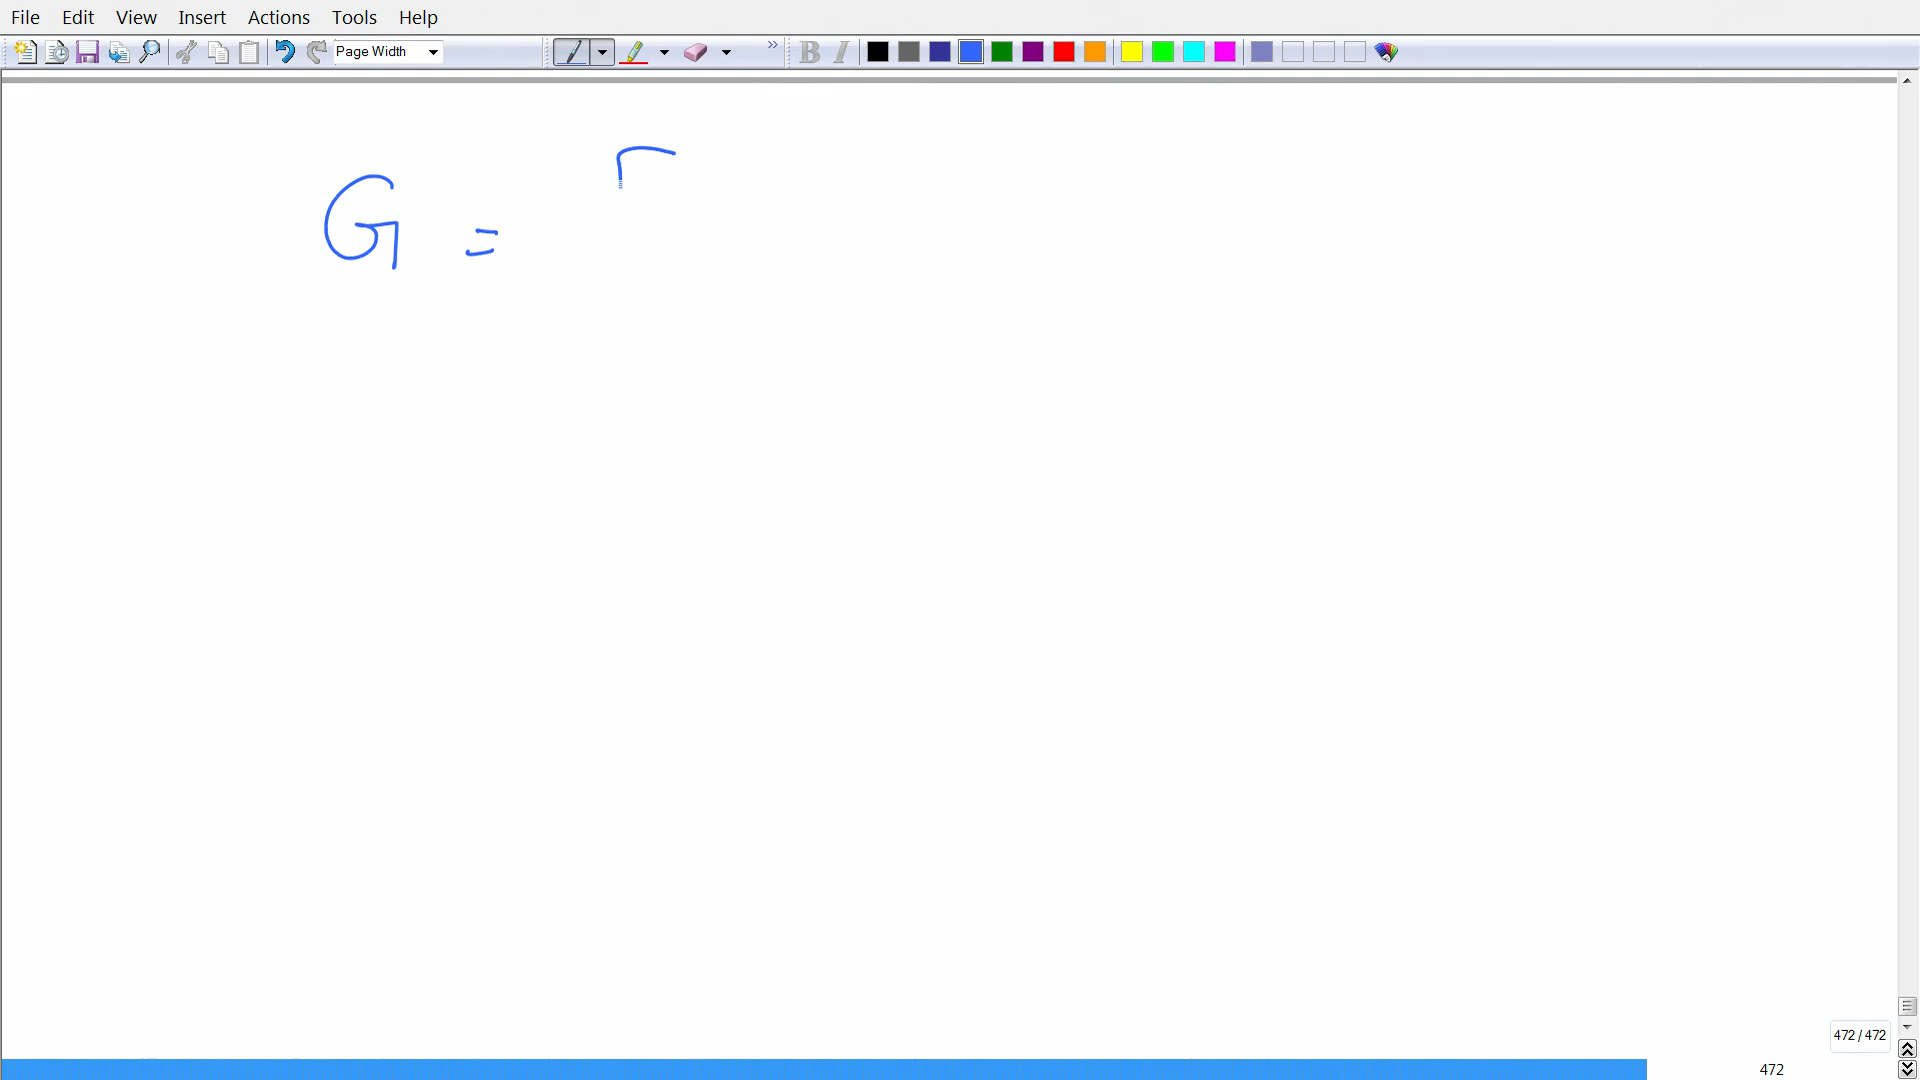 File Edit View Insert Actions Tools Help
Page Width B I
G =
472 / 472
472